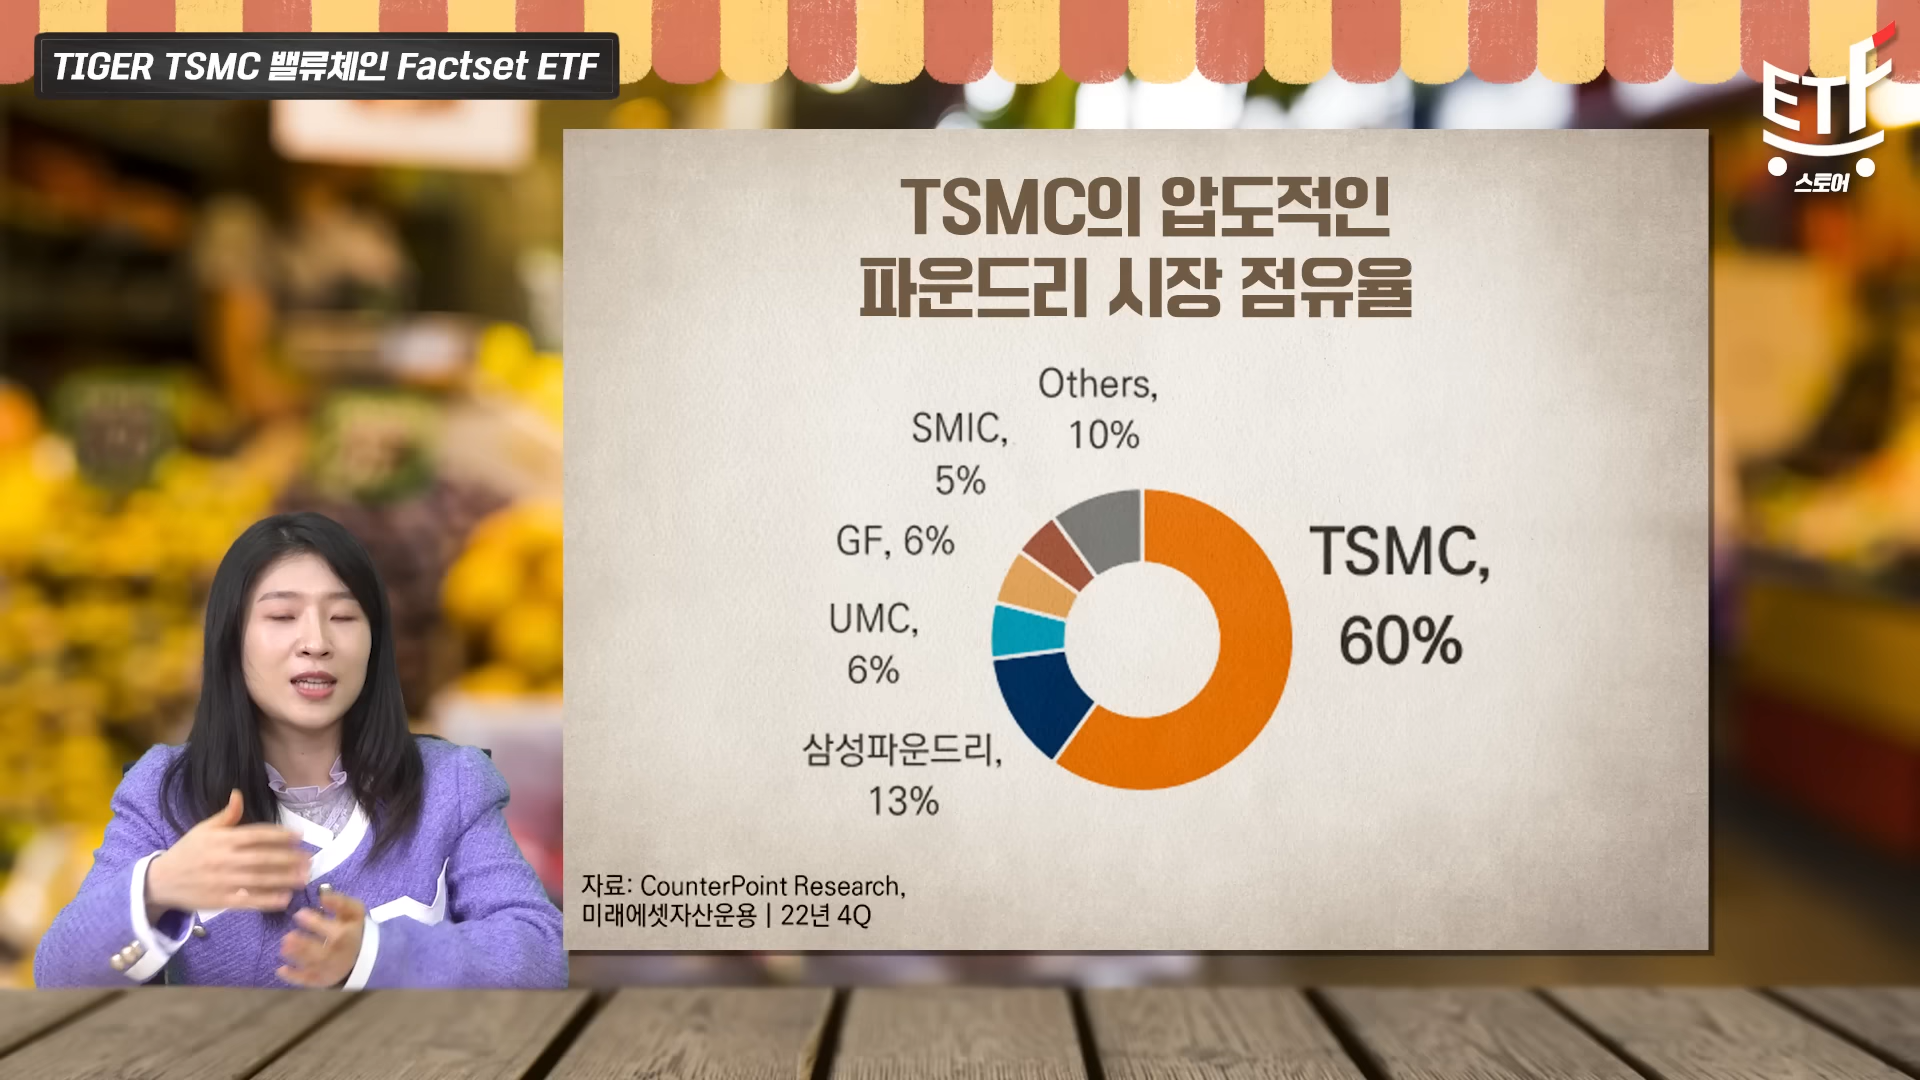 TIGER TSMC 밸류체인 Factset ETF
ETF
스토어
TSMC의 압도적인
파운드리 시장 점유율
Others,
10%
SMIC,
5%
GF, 6%
UMC,
6%
삼성파운드리,
13%
TSMC,
60%
자료: CounterPoint Research,
미래에셋자산운용 | 22년 4Q